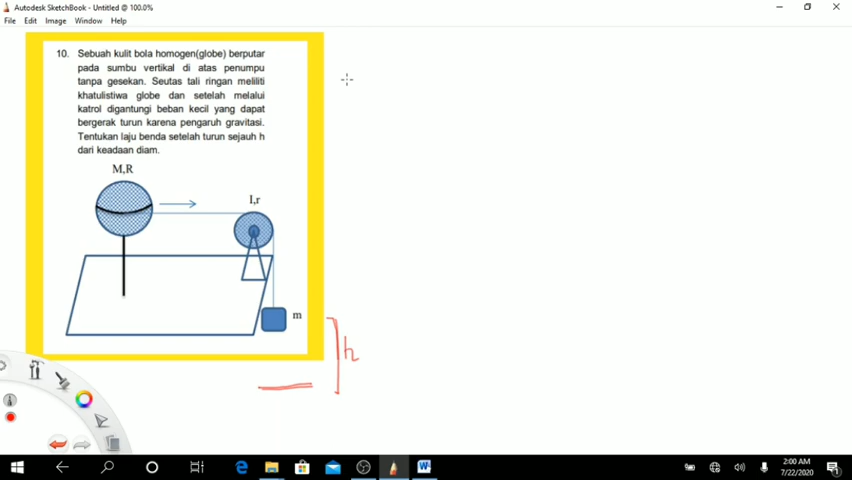 Autodesk SketchBook - Untitled @ 100.0%
File Edit Image Window Help
10. Sebuah kulit bola homogen(globe) berputar
pada sumbu vertikal di atas penumpu
tanpa gesekan. Seutas tali ringan meliliti
khatulistiwa globe dan setelah melalui
katrol digantungi beban kecil yang dapat
bergerak turun karena pengaruh gravitasi.
Tentukan laju benda setelah turun sejauh h
dari keadaan diam.
M,R
I,r
m
h
2:00 AM
7/22/2020